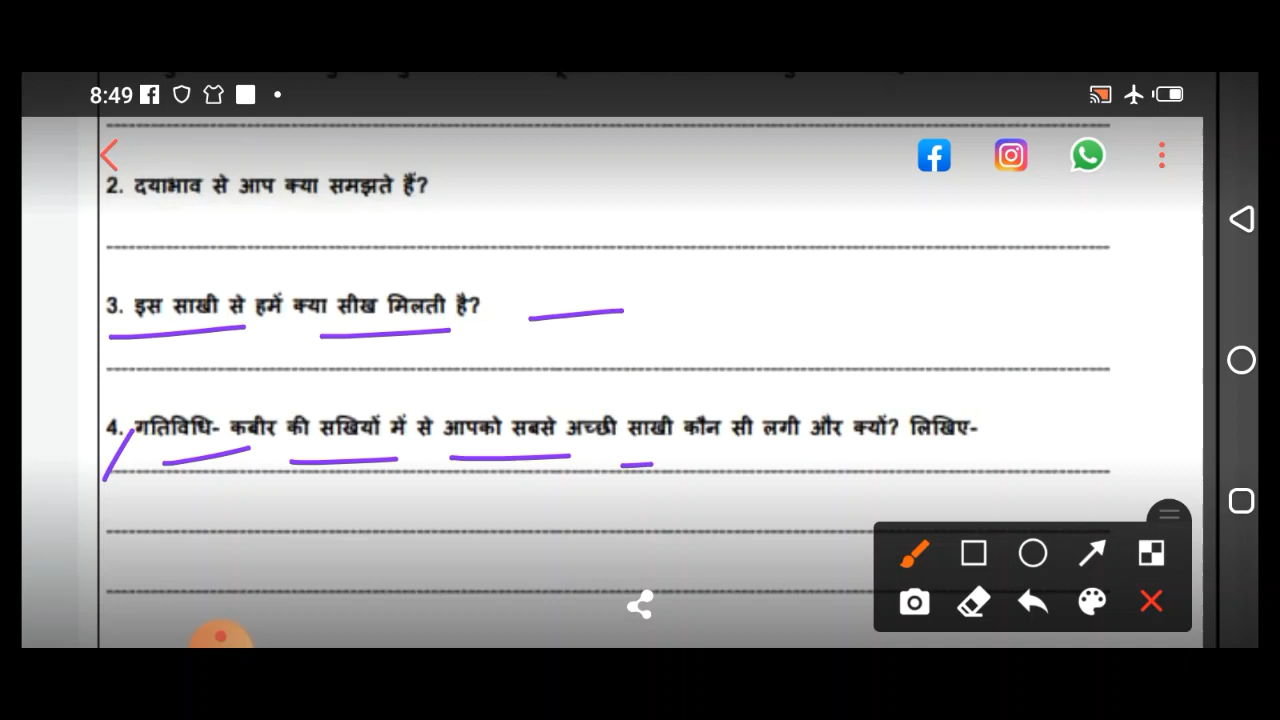 8:49
2. दयाभाव से आप क्या समझते हैं?
3. इस साखी से हमें क्या सीख मिलती है?
4. गतिविधि- कबीर की सखियों में से आपको सबसे अच्छी साखी कौन सी लगी और क्यों? लिखिए-